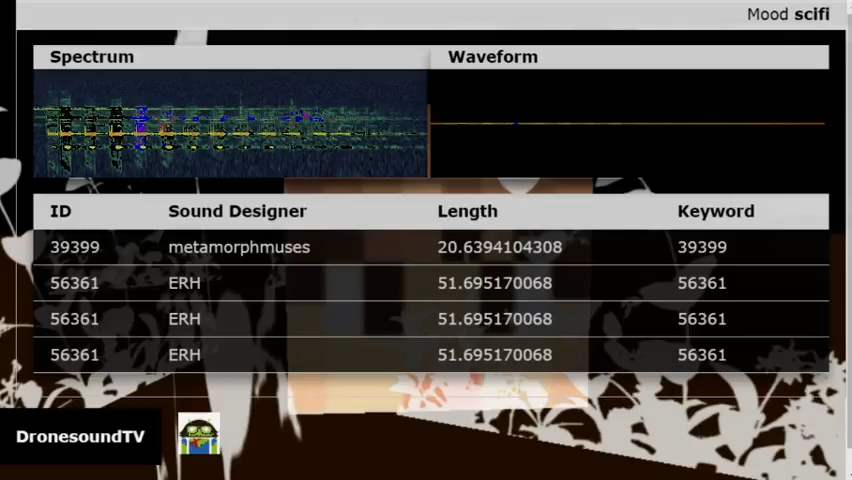 Mood scifi
Spectrum Waveform
ID Sound Designer Length Keyword
39399 metamorphmuses 20.6394104308 39399
56361 ERH 51.695170068 56361
56361 ERH 51.695170068 56361
56361 ERH 51.695170068 56361
DronesoundTV